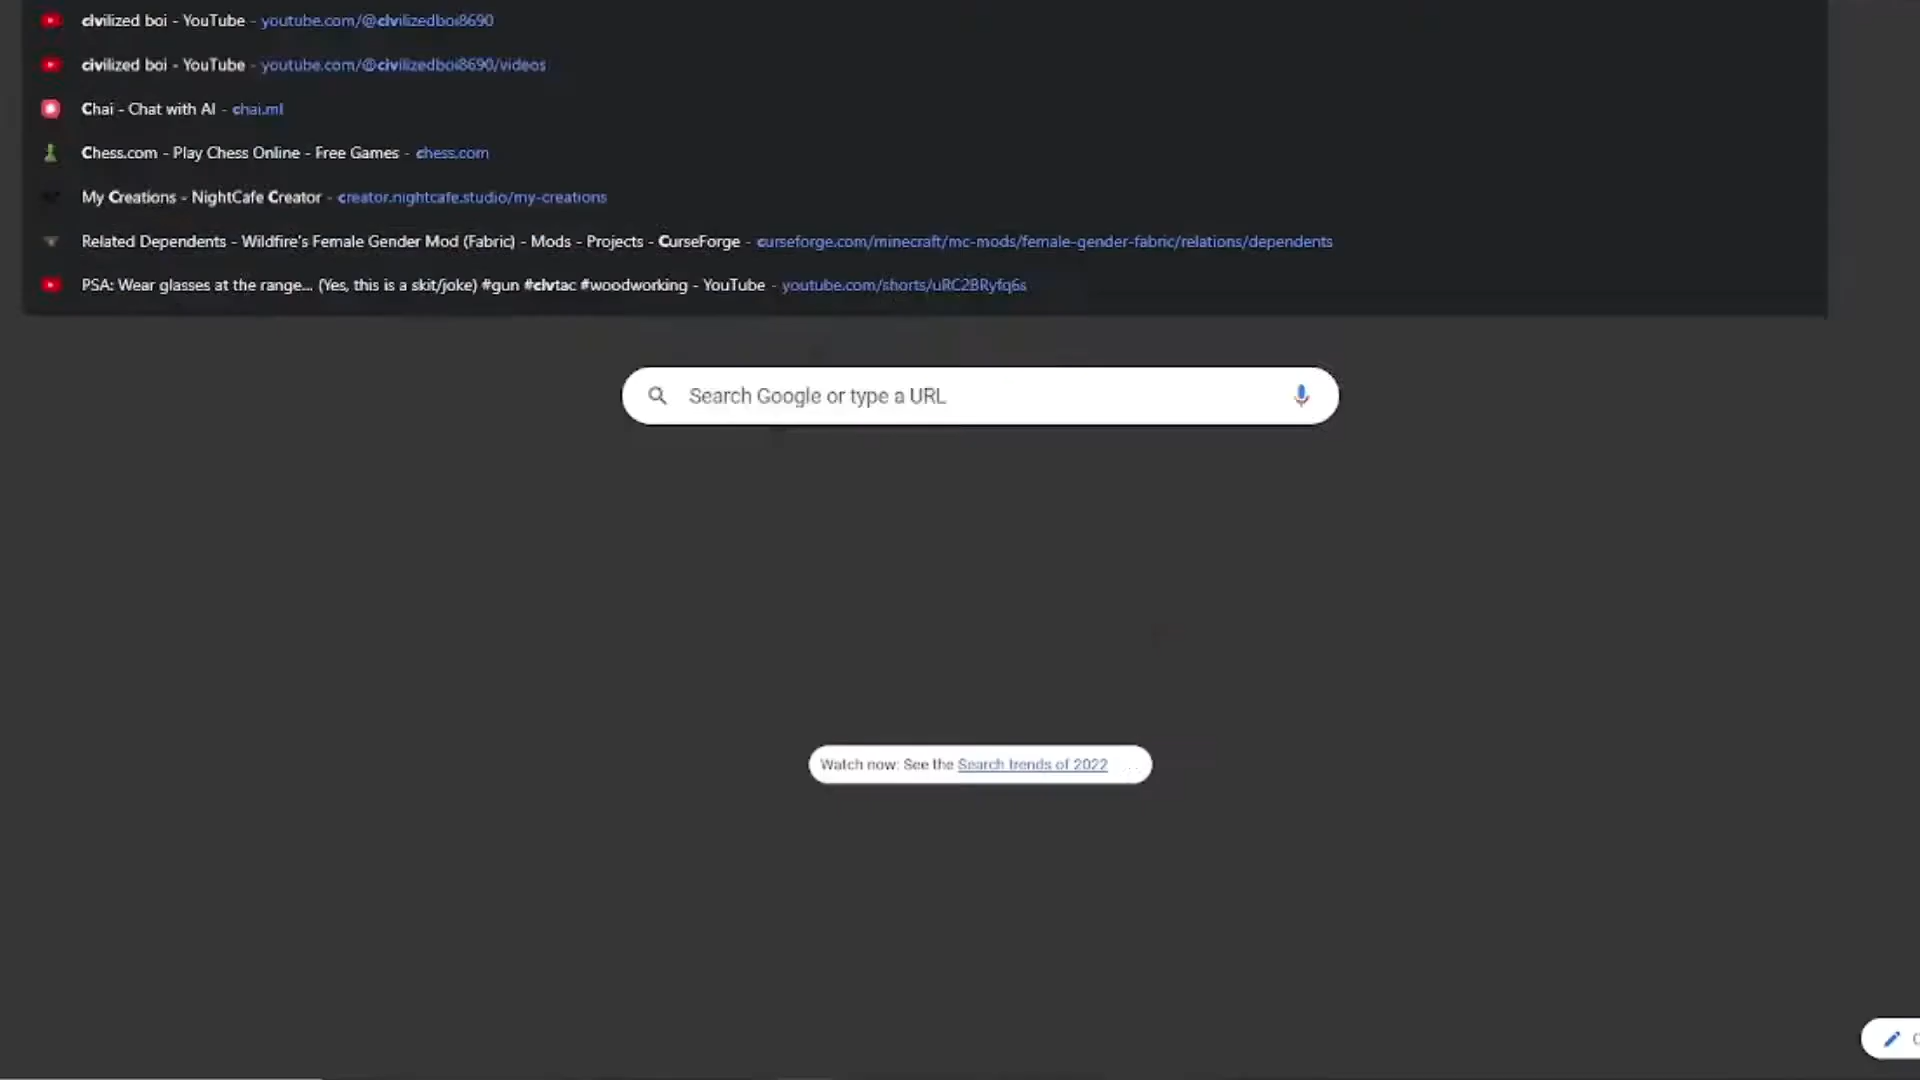 civilized boi - YouTube - youtube.com/@civilizedboi8690
civilized boi - YouTube - youtube.com/@civilizedboi8690/videos
Chai - Chat with AI - chai.ml
Chess.com - Play Chess Online - Free Games - chess.com
My Creations - NightCafe Creator - creator.nightcafe.studio/my-creations
Related Dependents - Wildfire's Female Gender Mod (Fabric) - Mods - Projects - CurseForge - curseforge.com/minecraft/mc-mods/female-gender-fabric/relations/dependents
PSA: Wear glasses at the range... (Yes, this is a skit/joke) #gun #civtac #woodworking - YouTube - youtube.com/shorts/uRC2BRyfq6s
Search Google or type a URL
Watch now: See the Search trends of 2022